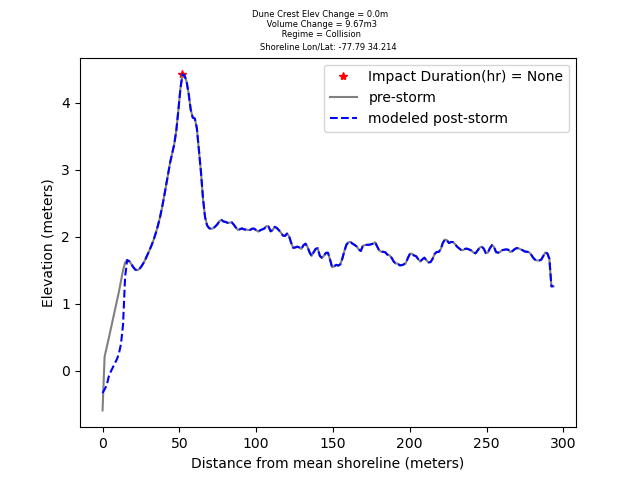 Dune Crest Elev Change = 0.0m
Volume Change = 9.67m3
Regime = Collision
Shoreline Lon/Lat: -77.79 34.214
Impact Duration(hr) = None
pre-storm
modeled post-storm
Elevation (meters)
4
3
2
1
0
0 50 100 150 200 250 300
Distance from mean shoreline (meters)